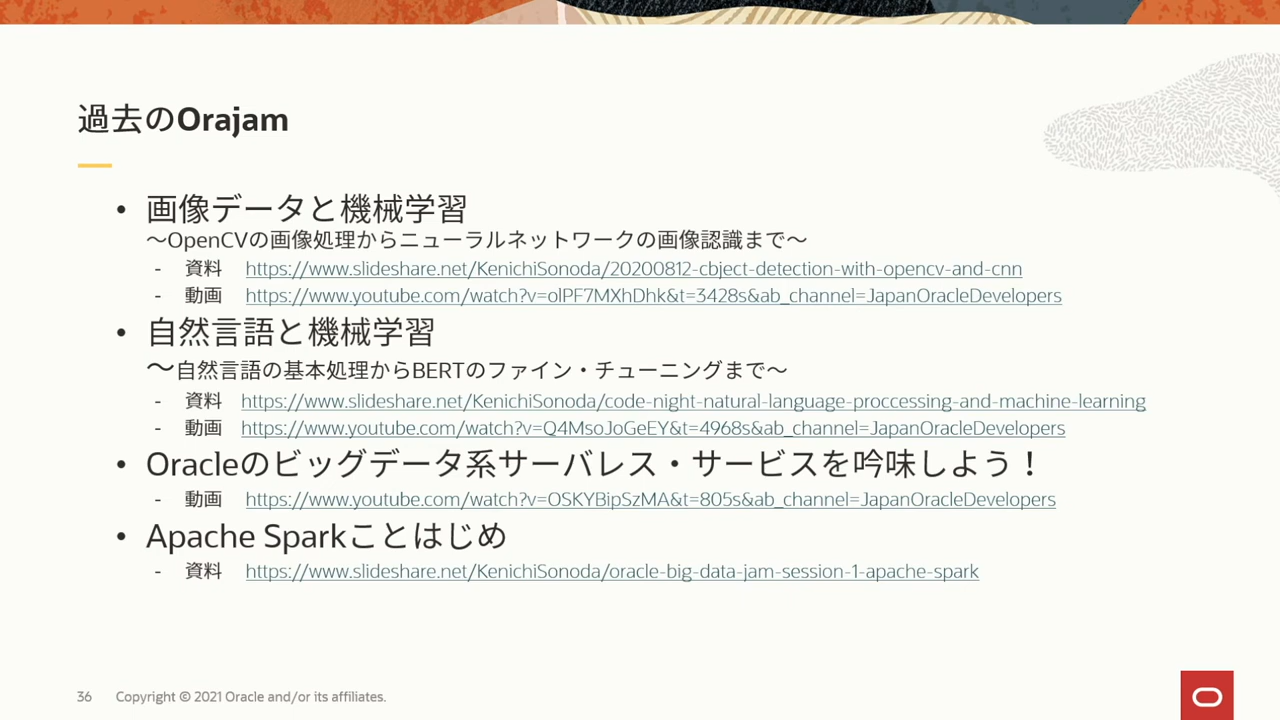 過去のOrajam
• 画像データと機械学習
～OpenCVの画像処理からニューラルネットワークの画像認識まで～
- 資料 https://www.slideshare.net/KenichiSonoda/20200812-cbject-detection-with-opencv-and-cnn
- 動画 https://www.youtube.com/watch?v=olPF7MXhDhk&t=3428s&ab_channel=JapanOracleDevelopers
• 自然言語と機械学習
～自然言語の基本処理からBERTのファイン・チューニングまで～
- 資料 https://www.slideshare.net/KenichiSonoda/code-night-natural-language-proccessing-and-machine-learning
- 動画 https://www.youtube.com/watch?v=Q4MsoJoGeEY&t=4968s&ab_channel=JapanOracleDevelopers
• Oracleのビッグデータ系サーバレス・サービスを吟味しよう！
- 動画 https://www.youtube.com/watch?v=OSKYBipSzMA&t=805s&ab_channel=JapanOracleDevelopers
• Apache Sparkことはじめ
- 資料 https://www.slideshare.net/KenichiSonoda/oracle-big-data-jam-session-1-apache-spark
36 Copyright © 2021 Oracle and/or its affiliates.